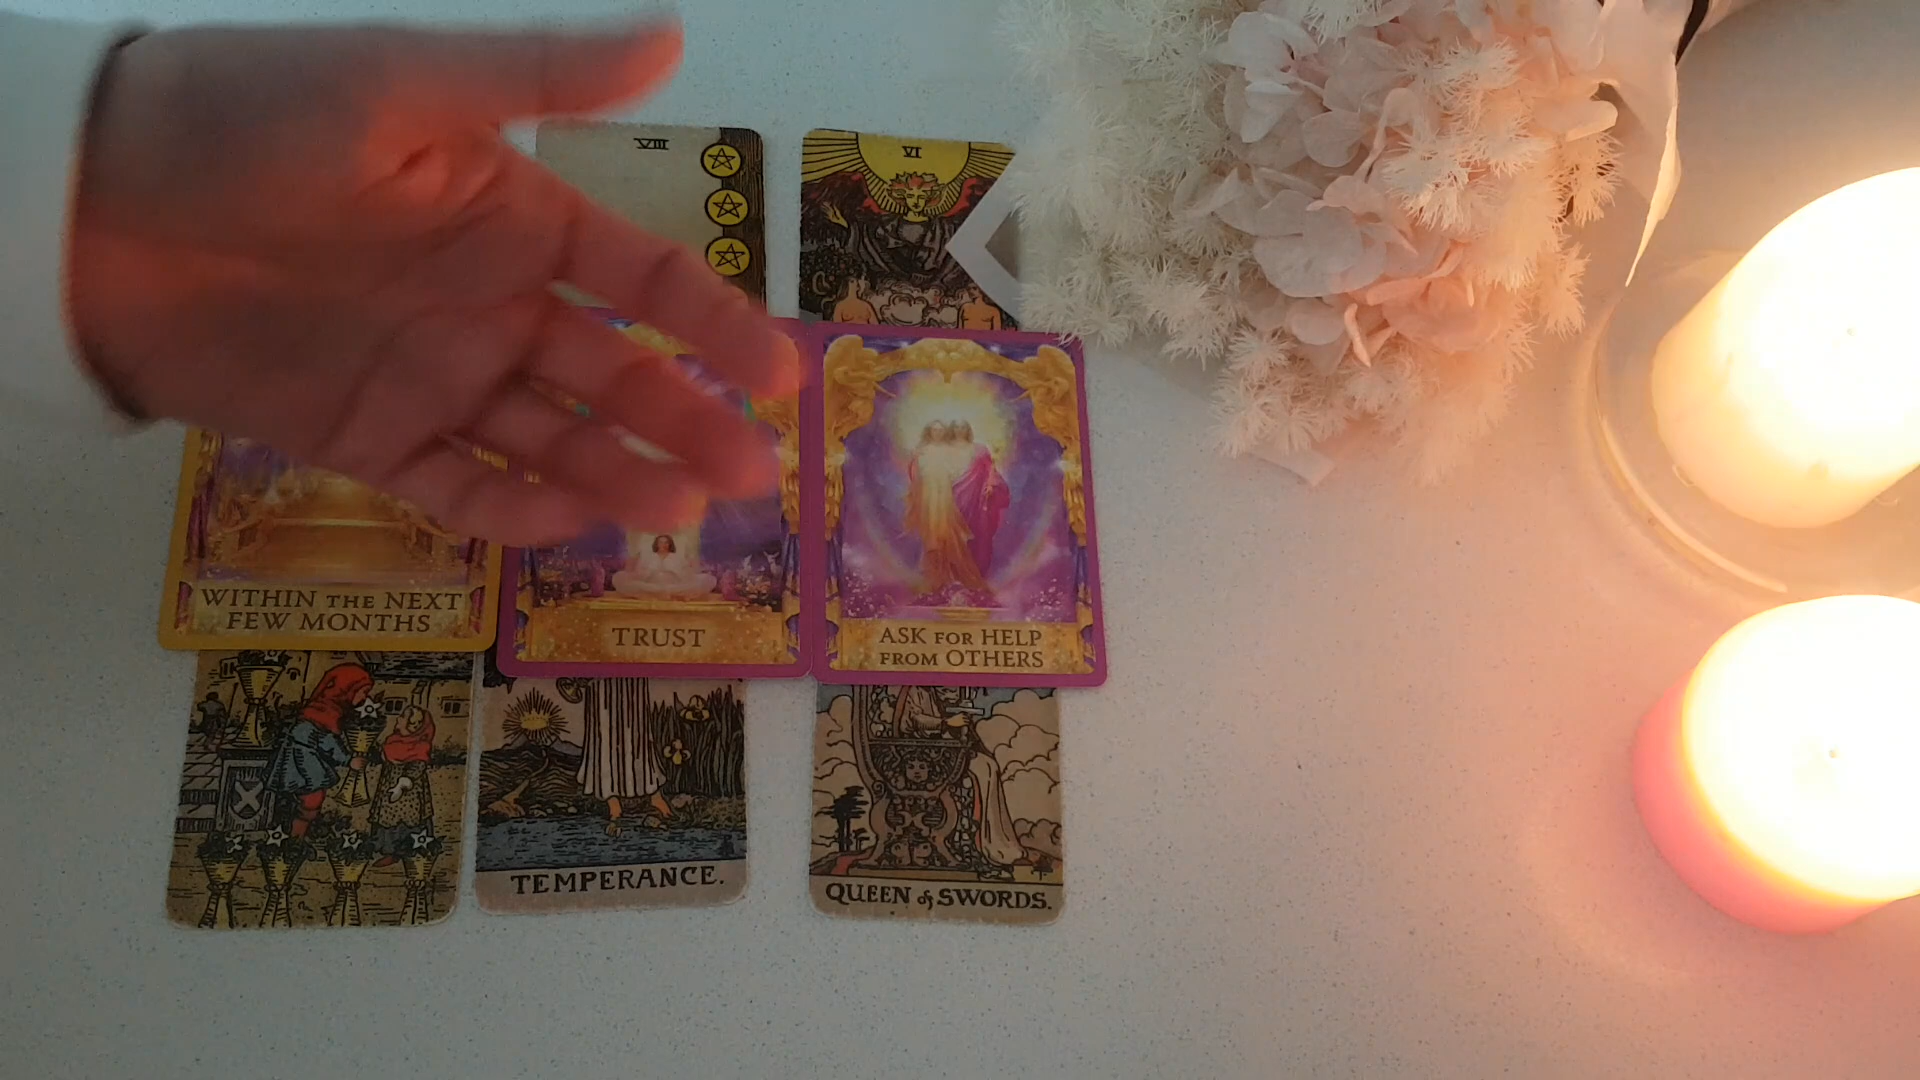 VIII
VI
WITHIN THE NEXT
FEW MONTHS
TRUST
ASK FOR HELP
FROM OTHERS
TEMPERANCE.
QUEEN of SWORDS.